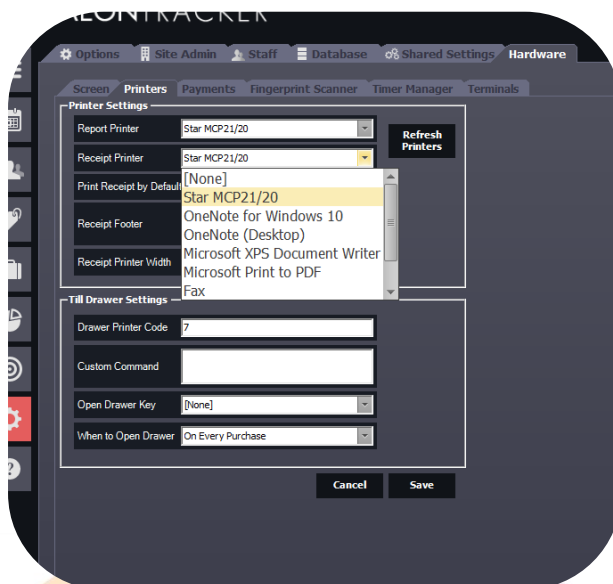 Options Site Admin Staff Database Shared Settings Hardware
Screen Printers Payments Fingerprint Scanner Timer Manager Terminals
Printer Settings
Report Printer Star MCP21/20 Refresh Printers
Receipt Printer Star MCP21/20
[None]
Print Receipt by Default Star MCP21/20
OneNote for Windows 10
Receipt Footer OneNote (Desktop)
Receipt Printer Width Microsoft XPS Document Writer
Microsoft Print to PDF
Fax
Till Drawer Settings
Drawer Printer Code 7
Custom Command
Open Drawer Key [None]
When to Open Drawer On Every Purchase
Cancel Save